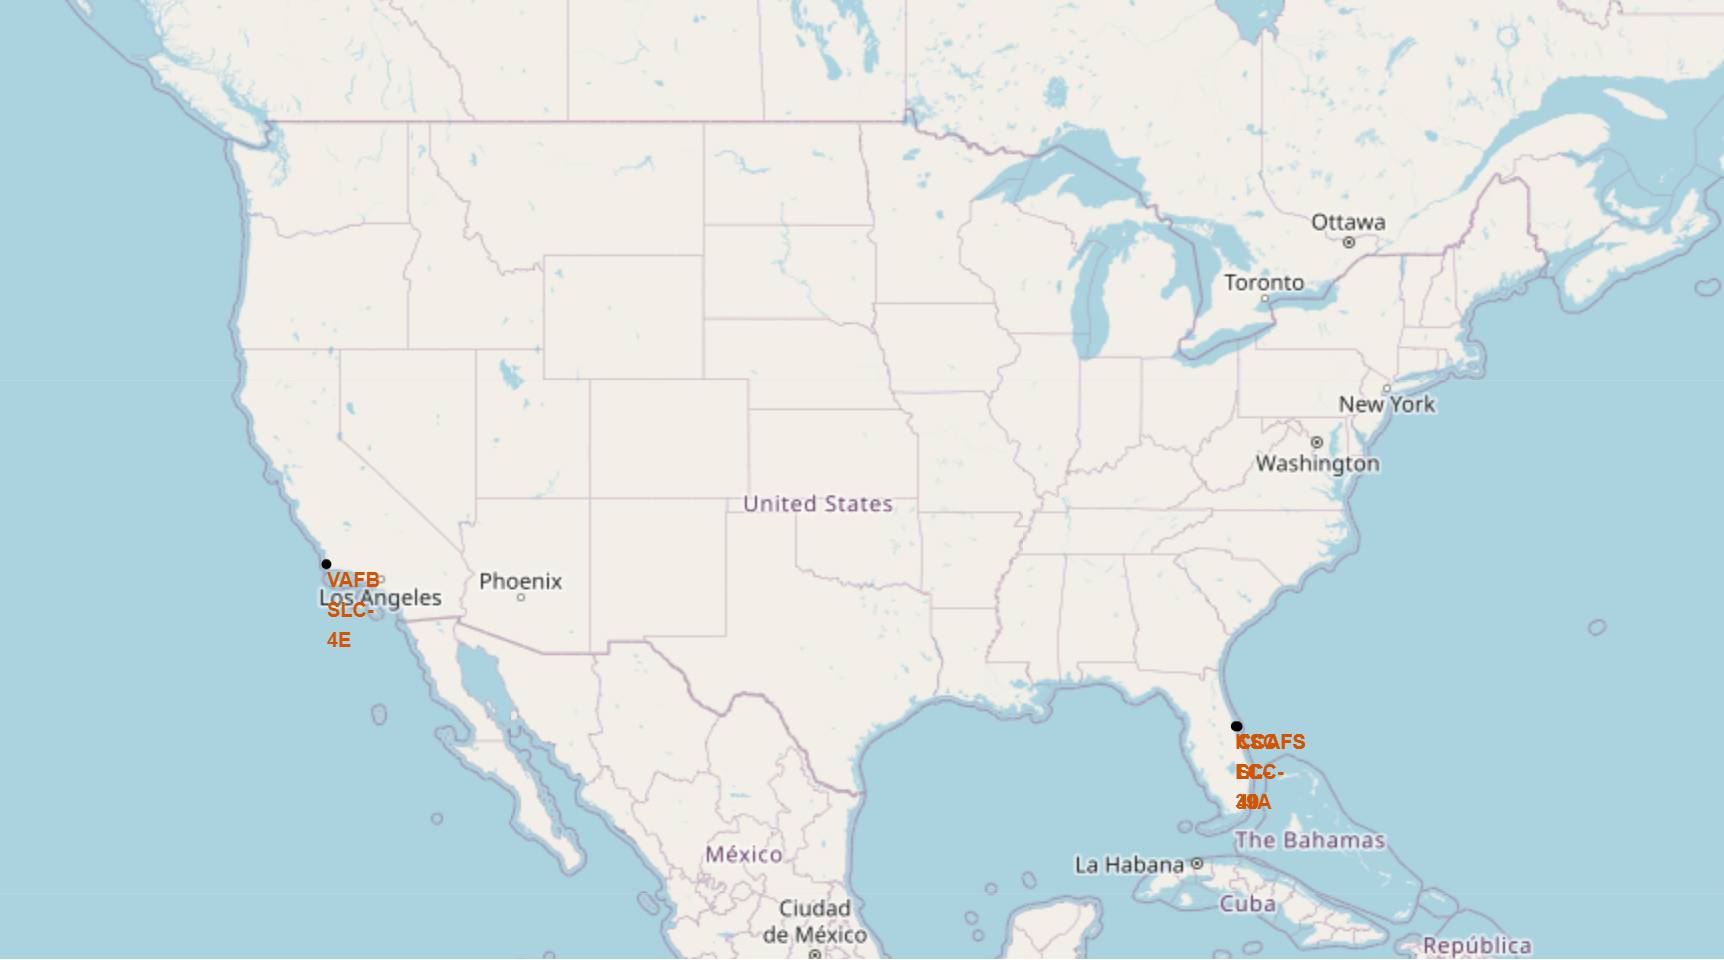 Ottawa
Toronto
New York
Washington
United States
Phoenix
VAFB
Los Angeles
SLC-
4E
The Bahamas
México
La Habana
Cuba
Ciudad
de México
República